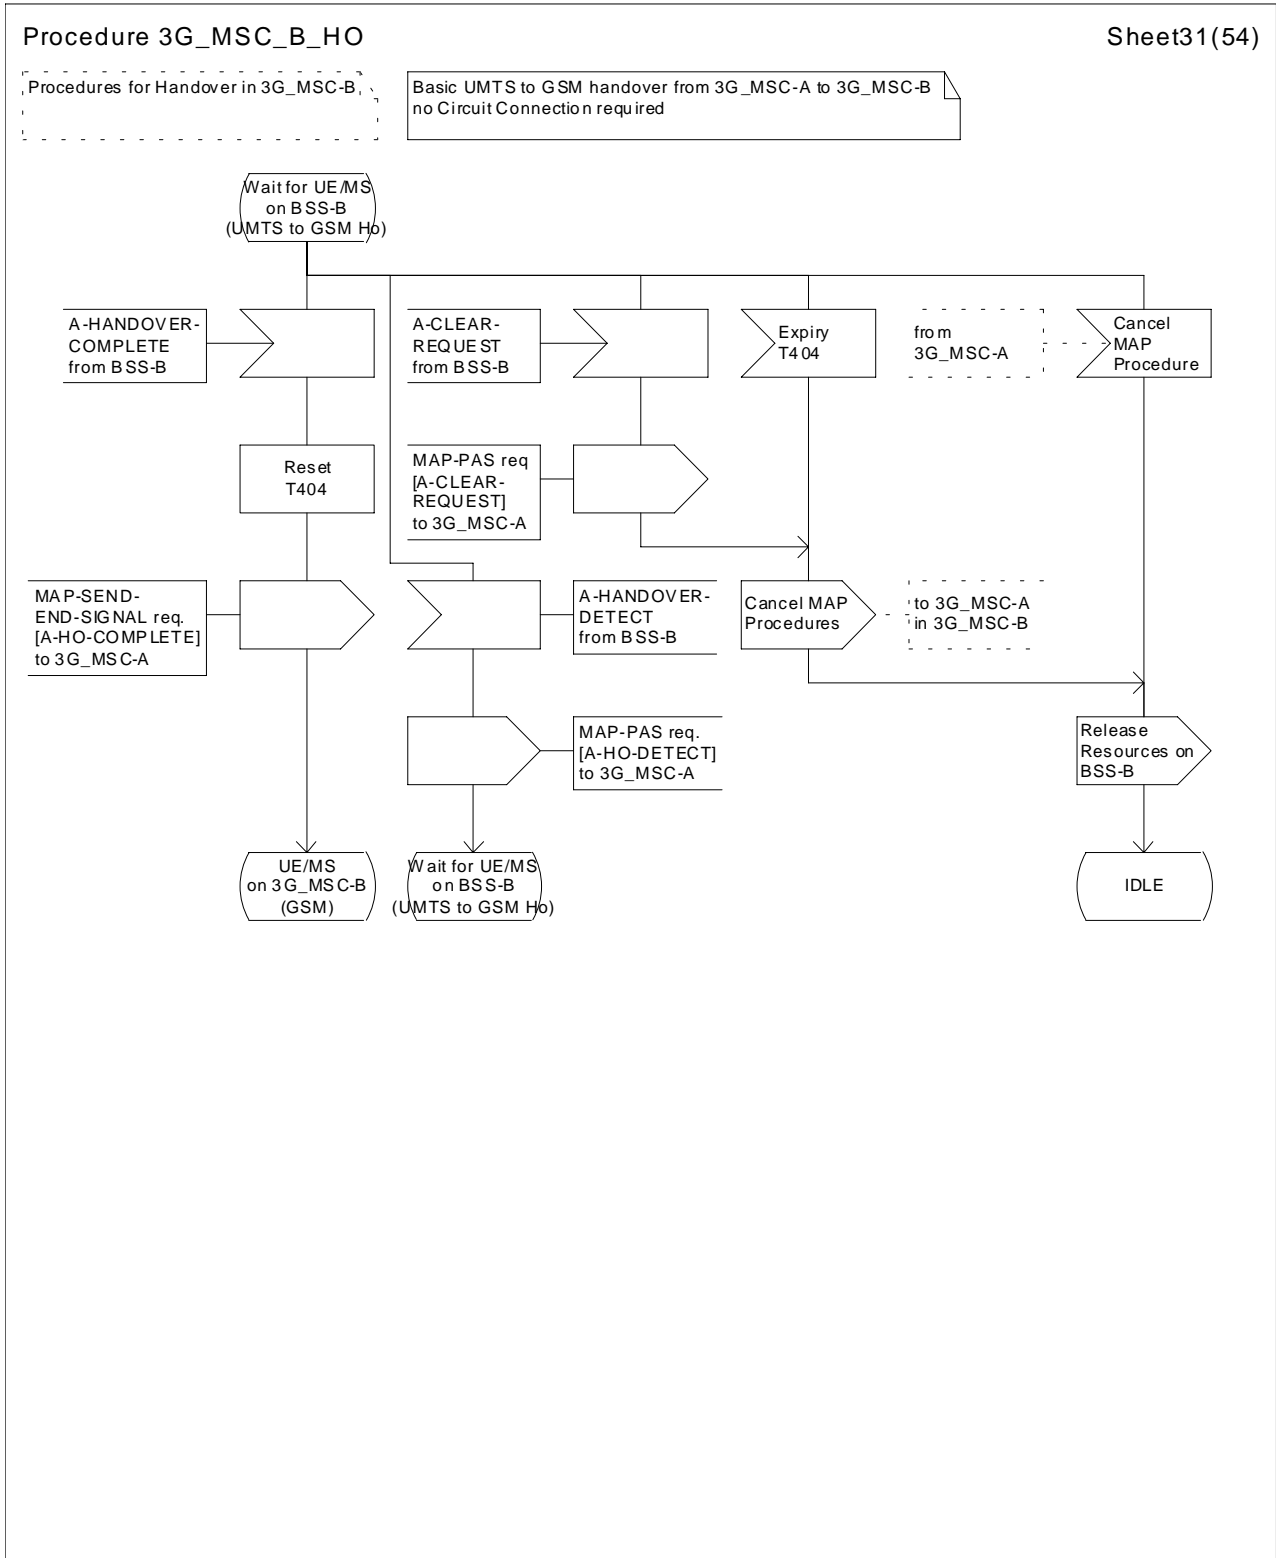 Procedure 3G_MSC_B_HO
Sheet31(54)
Procedures for Handover in 3G_MSC-B
Basic UMTS to GSM handover from 3G_MSC-A to 3G_MSC-B
no Circuit Connection required
Wait for UE/MS
on BSS-B
(UMTS to GSM Ho)
A-HANDOVER-
COMPLETE
from BSS-B
A-CLEAR-
REQUEST
from BSS-B
Expiry
T404
from
3G_MSC-A
Cancel
MAP
Procedure
Reset
T404
MAP-PAS req
[A-CLEAR-
REQUEST]
to 3G_MSC-A
MAP-SEND-
END-SIGNAL req.
[A-HO-COMPLETE]
to 3G_MSC-A
A-HANDOVER-
DETECT
from BSS-B
Cancel MAP
Procedures
to 3G_MSC-A
in 3G_MSC-B
MAP-PAS req.
[A-HO-DETECT]
to 3G_MSC-A
Release
Resources on
BSS-B
UE/MS
on 3G_MSC-B
(GSM)
Wait for UE/MS
on BSS-B
(UMTS to GSM Ho)
IDLE